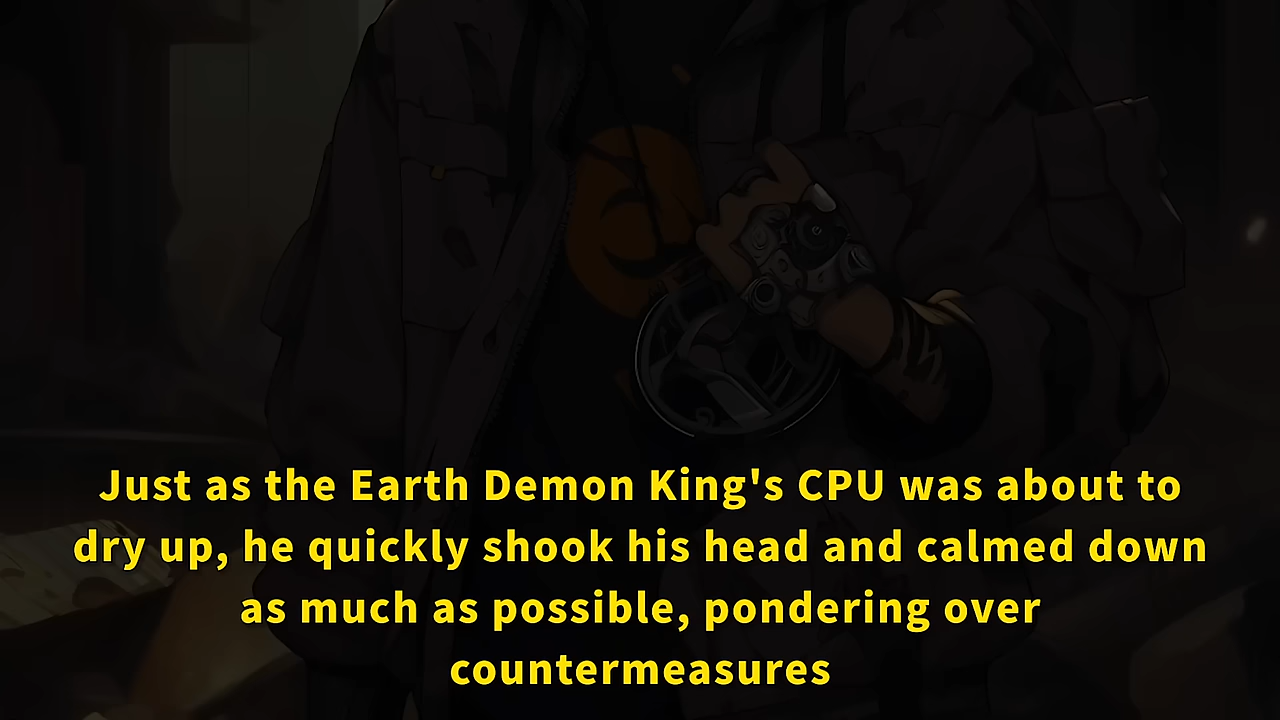 Just as the Earth Demon King's CPU was about to
dry up, he quickly shook his head and calmed down
as much as possible, pondering over
countermeasures